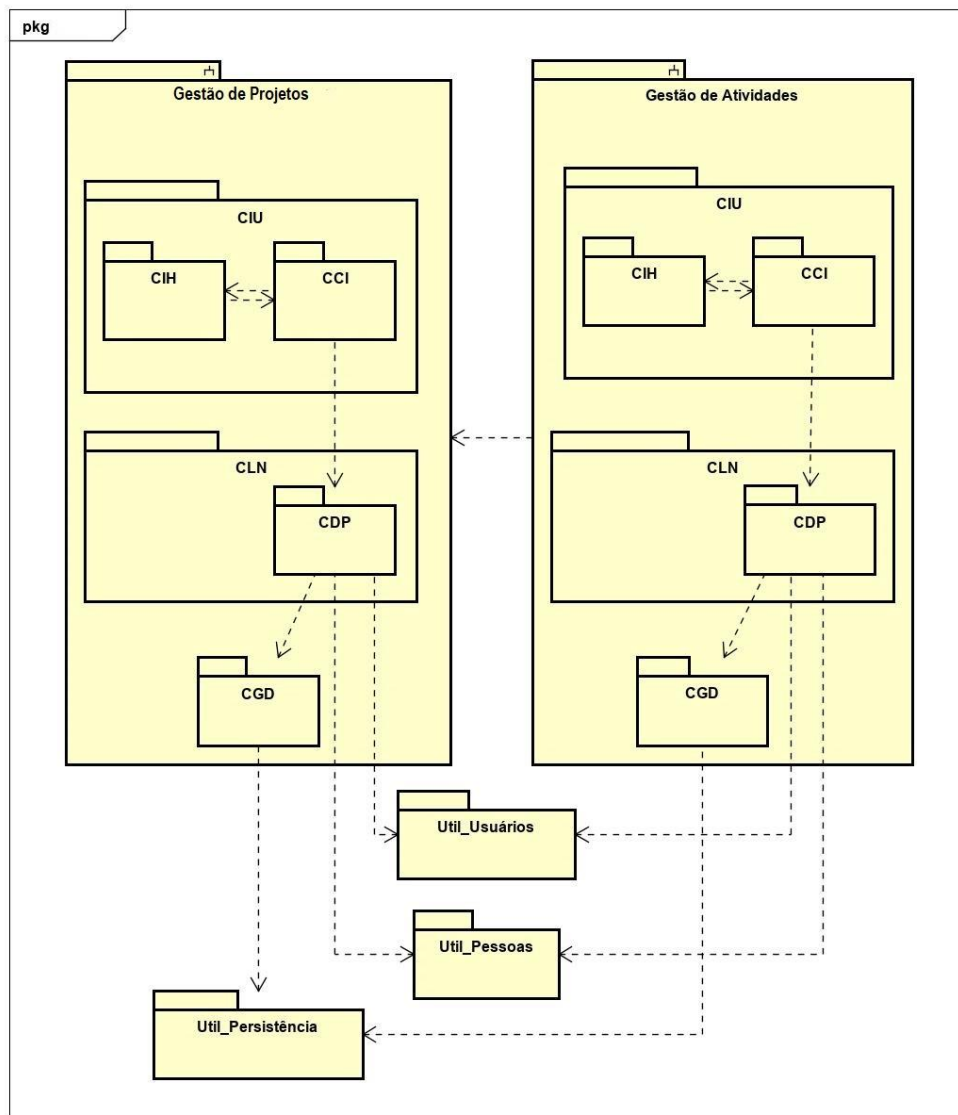 pkg
Gestão de Projetos
CIU
CIH
CCI
CLN
CDP
CGD
Gestão de Atividades
CIU
CIH
CCI
CLN
CDP
CGD
Util_Usuários
Util_Pessoas
Util_Persistência